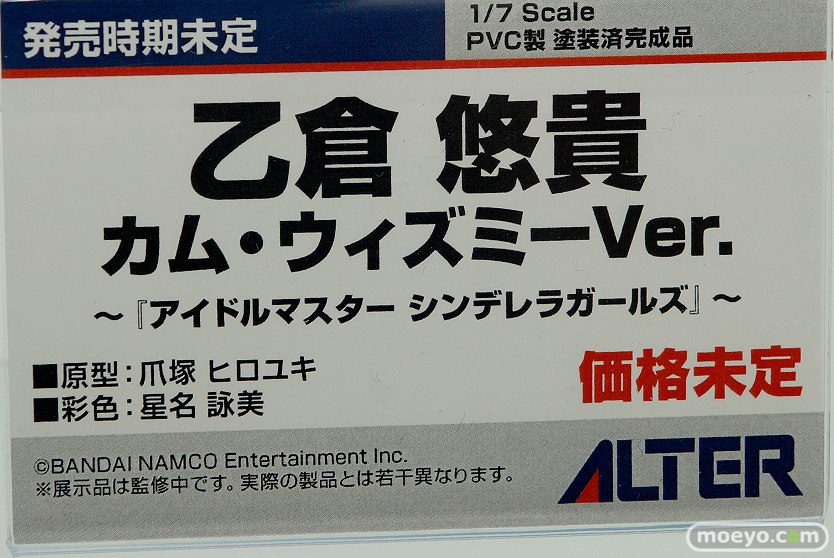 発売時期未定
1/7 Scale
PVC製 塗装済完成品
乙倉 悠貴
カム・ウィズミーVer.
～『アイドルマスター シンデレラガールズ』～
■原型：爪塚 ヒロユキ
■彩色：星名 詠美
価格未定
©BANDAI NAMCO Entertainment Inc.
※展示品は監修中です。実際の製品とは若干異なります。
ALTER
moeyo.com